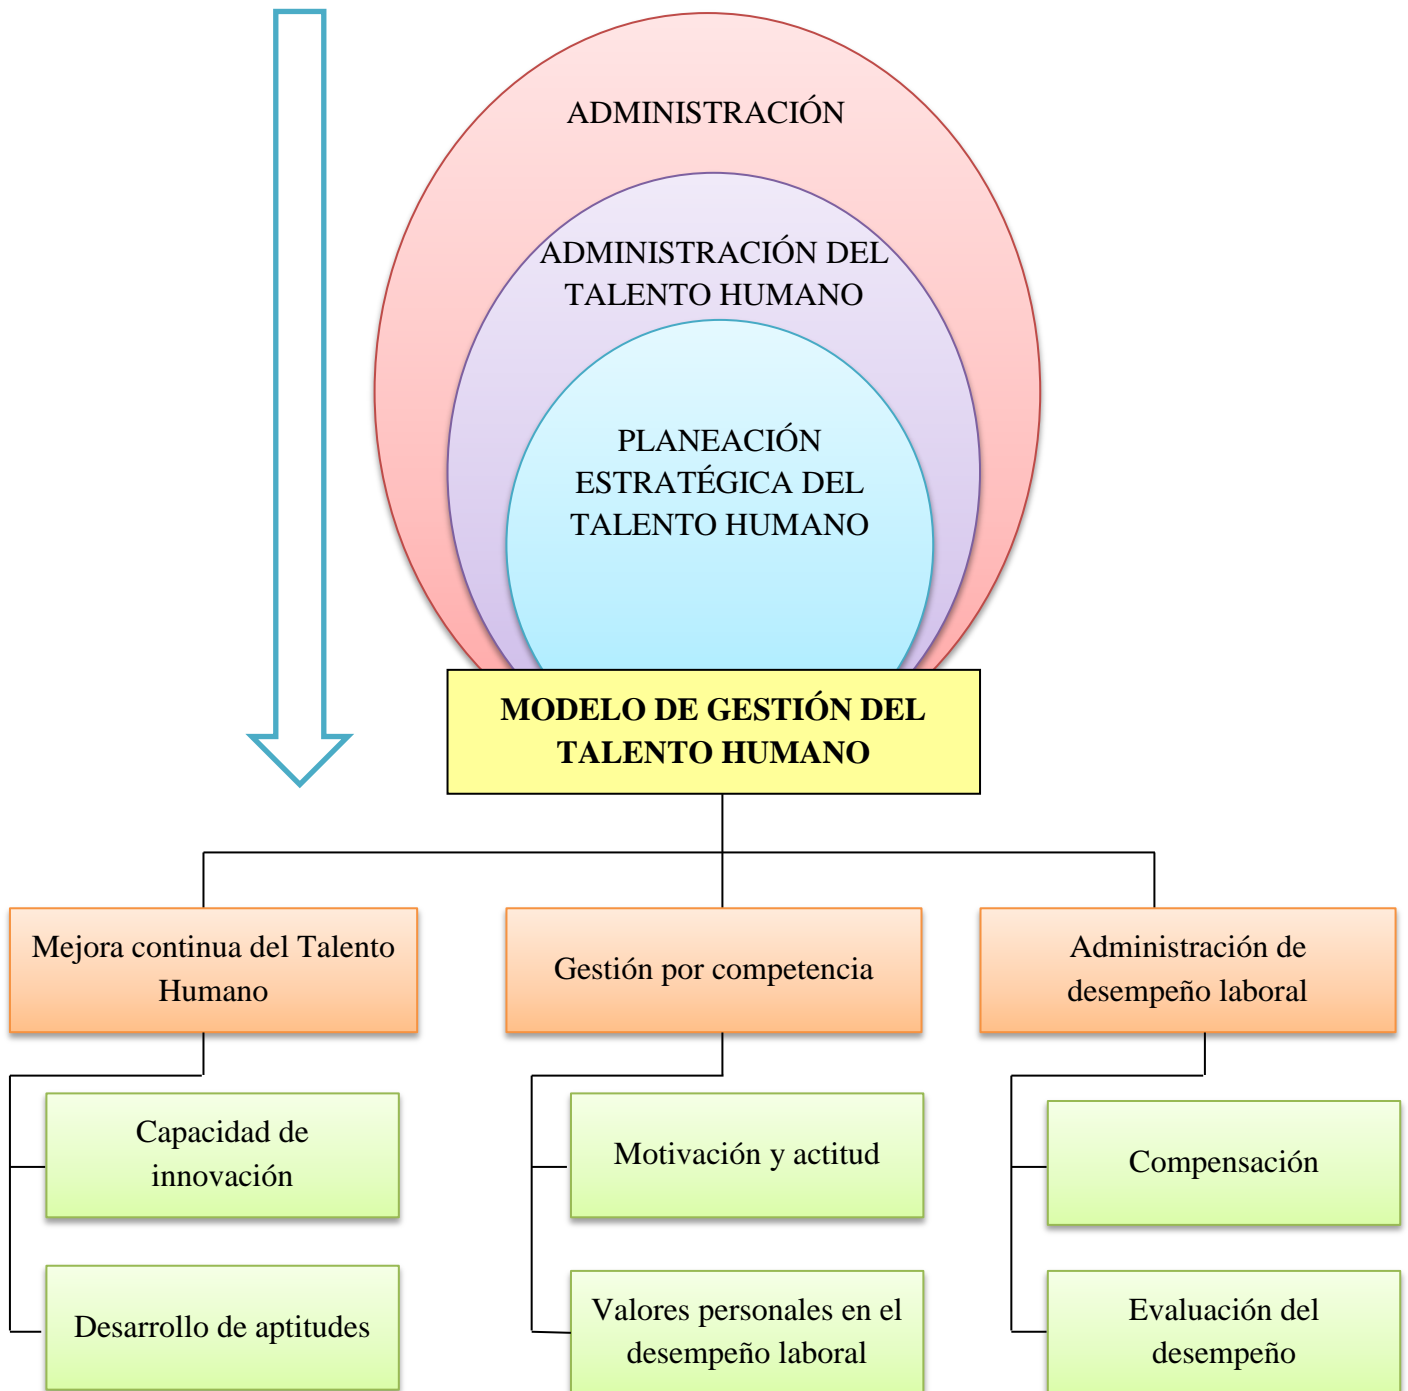 ADMINISTRACIÓN
ADMINISTRACIÓN DEL
TALENTO HUMANO
PLANEACIÓN
ESTRATÉGICA DEL
TALENTO HUMANO
MODELO DE GESTIÓN DEL
TALENTO HUMANO
Mejora continua del Talento
Humano
Gestión por competencia
Administración de
desempeño laboral
Capacidad de
innovación
Motivación y actitud
Compensación
Desarrollo de aptitudes
Valores personales en el
desempeño laboral
Evaluación del
desempeño